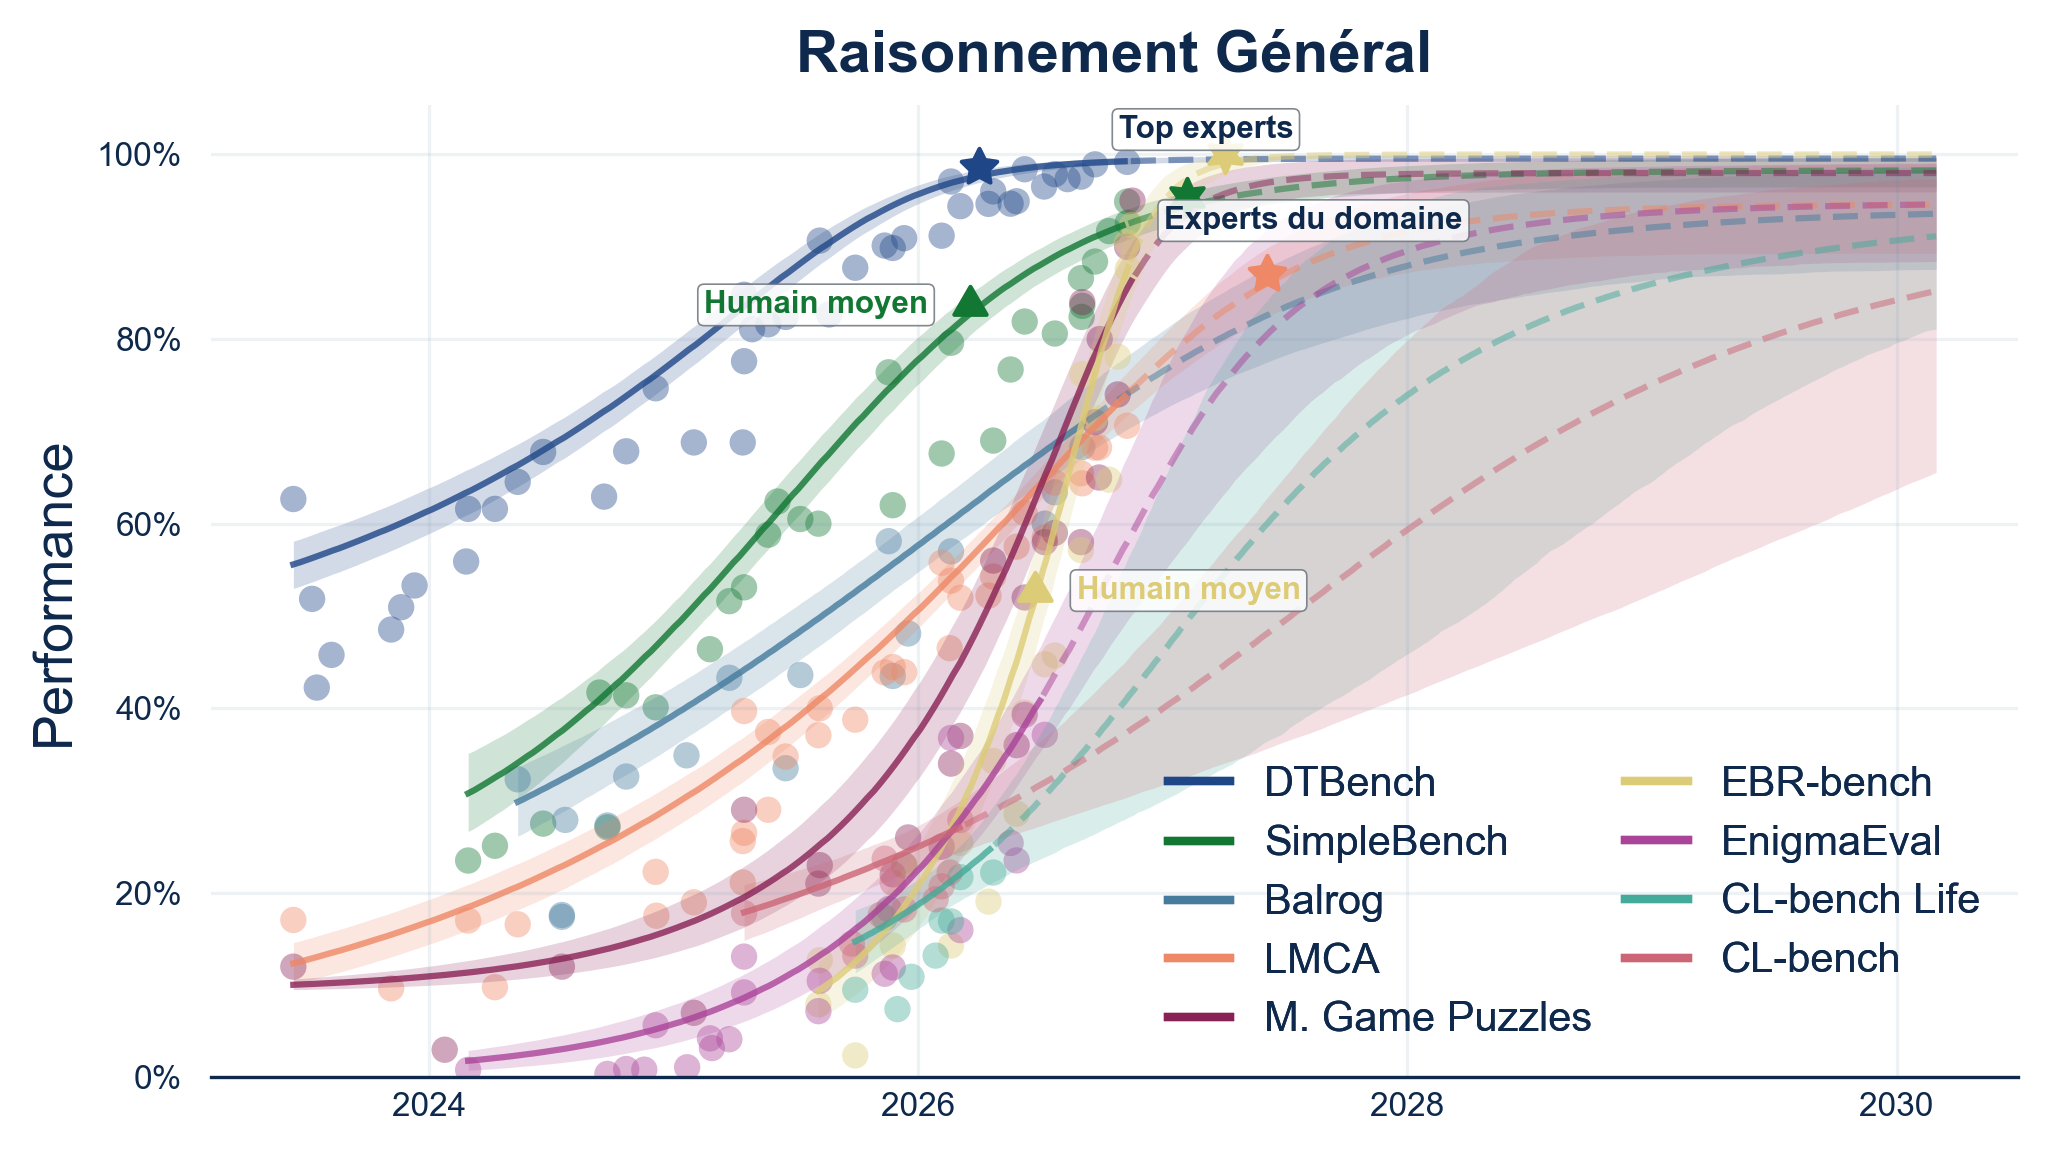 Raisonnement Général
Performance
100%
80%
60%
40%
20%
0%
2024
2026
2028
2030
Top experts
Experts du domaine
Humain moyen
Humain moyen
DTBench
SimpleBench
Balrog
LMCA
M. Game Puzzles
EBR-bench
EnigmaEval
CL-bench Life
CL-bench